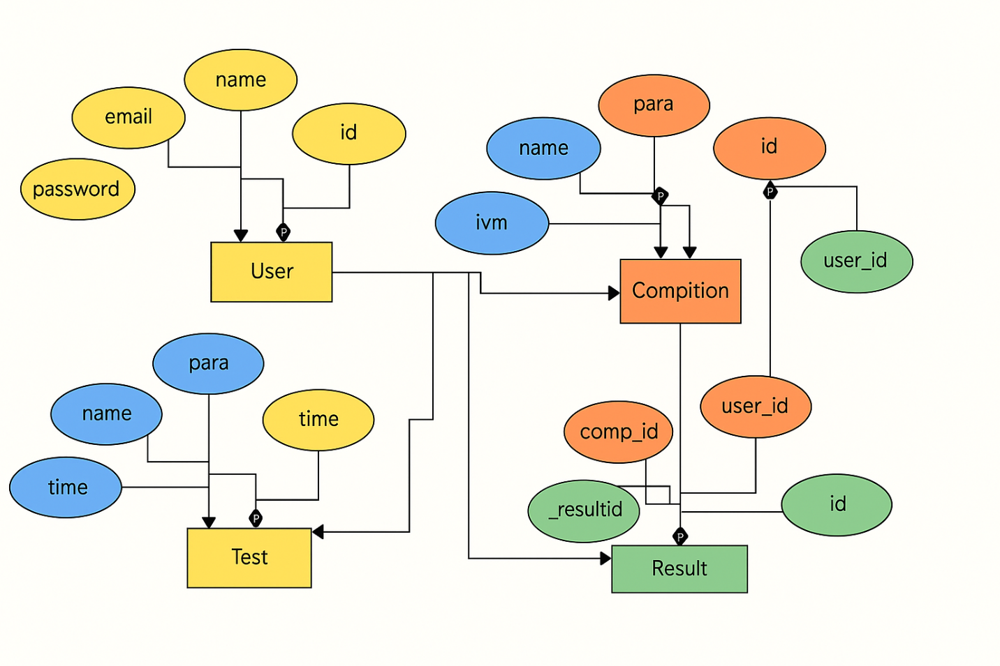 name
email
id
password
P
User
para
name
id
P
P
ivm
user_id
Compition
para
name
time
time
P
Test
user_id
comp_id
_resultid
id
P
Result